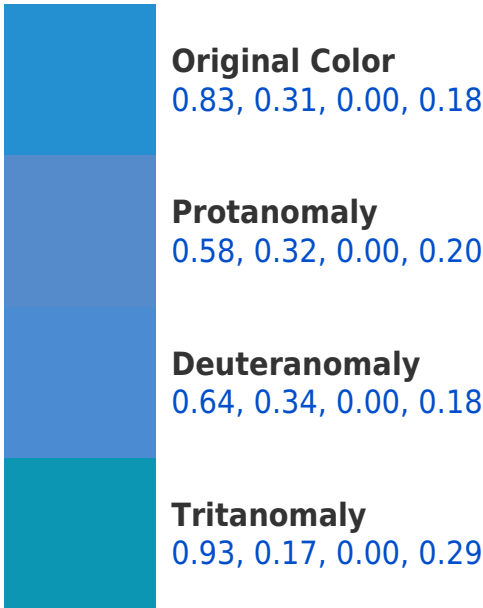 Original Color
0.83, 0.31, 0.00, 0.18
Protanomaly
0.58, 0.32, 0.00, 0.20
Deuteranomaly
0.64, 0.34, 0.00, 0.18
Tritanomaly
0.93, 0.17, 0.00, 0.29